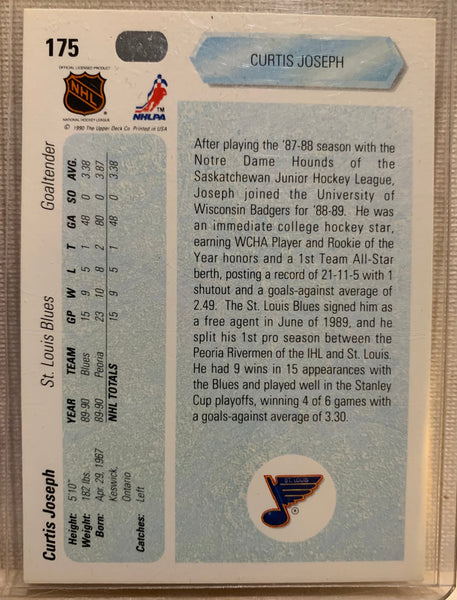 175
CURTIS JOSEPH
OFFICIAL LICENSED PRODUCT
NHL
NATIONAL HOCKEY LEAGUE
NHLPA
TM
© 1990 The Upper Deck Co. Printed in USA
After playing the '87-88 season with the
Notre Dame Hounds of the
Saskatchewan Junior Hockey League,
Joseph joined the University of
Wisconsin Badgers for '88-89. He was
an immediate college hockey star,
earning WCHA Player and Rookie of the
Year honors and a 1st Team All-Star
berth, posting a record of 21-11-5 with 1
shutout and a goals-against average of
2.49. The St. Louis Blues signed him as
a free agent in June of 1989, and he
split his 1st pro season between the
Peoria Rivermen of the IHL and St. Louis.
He had 9 wins in 15 appearances with
the Blues and played well in the Stanley
Cup playoffs, winning 4 of 6 games with
a goals-against average of 3.30.
ST. LOUIS
®
Curtis Joseph St. Louis Blues Goaltender
Height: 5'10"
Weight: 182 lbs.
Born: Apr. 29, 1967
Keswick,
Ontario
Catches: Left
YEAR TEAM GP W L T GA SO AVG.
89-90 Blues 15 9 5 1 48 0 3.38
89-90 Peoria 23 10 8 2 80 0 3.87
NHL TOTALS 15 9 5 1 48 0 3.38